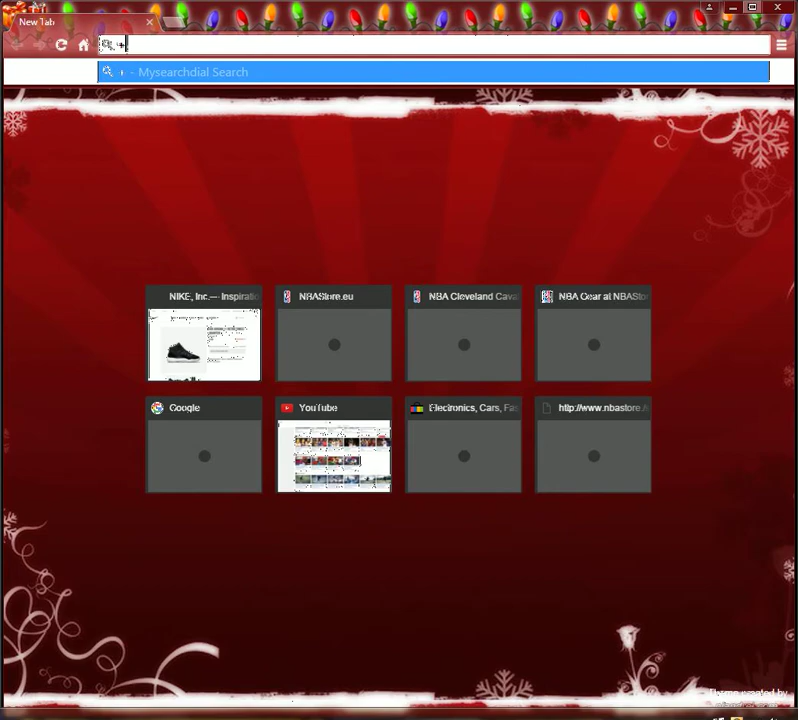 New Tab
- Mysearchdial Search
NIKE, Inc. — Inspiratio
NBAStore.eu
NBA Cleveland Cava
NBA Gear at NBASto
Google
YouTube
Electronics, Cars, Fas
http://www.nbastore.